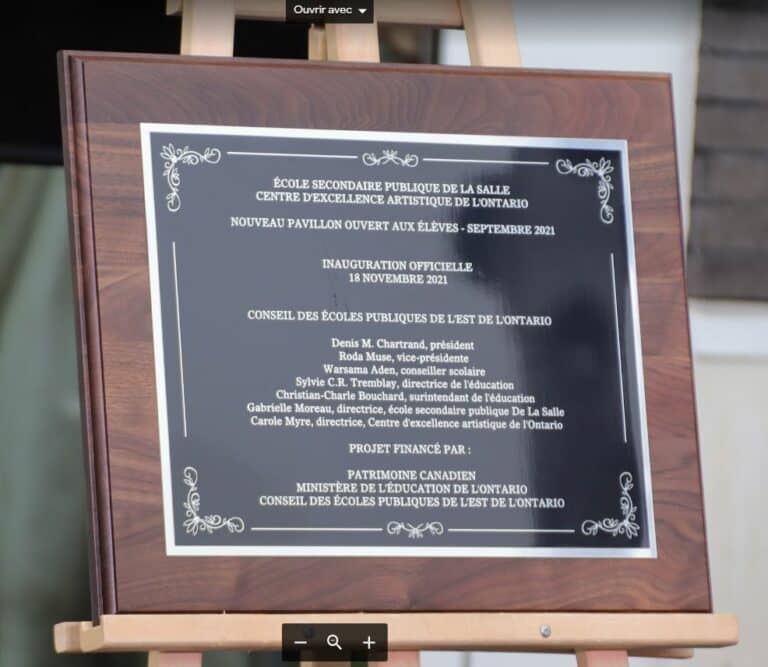 Ouvrir avec
ÉCOLE SECONDAIRE PUBLIQUE DE LA SALLE
CENTRE D'EXCELLENCE ARTISTIQUE DE L'ONTARIO
NOUVEAU PAVILLON OUVERT AUX ÉLÈVES - SEPTEMBRE 2021
INAUGURATION OFFICIELLE
18 NOVEMBRE 2021
CONSEIL DES ÉCOLES PUBLIQUES DE L'EST DE L'ONTARIO
Denis M. Chartrand, président
Roda Muse, vice-présidente
Warsama Aden, conseiller scolaire
Sylvie C.R. Tremblay, directrice de l'éducation
Christian-Charle Bouchard, surintendant de l'éducation
Gabrielle Moreau, directrice, école secondaire publique De La Salle
Carole Myre, directrice, Centre d'excellence artistique de l'Ontario
PROJET FINANCÉ PAR :
PATRIMOINE CANADIEN
MINISTÈRE DE L'ÉDUCATION DE L'ONTARIO
CONSEIL DES ÉCOLES PUBLIQUES DE L'EST DE L'ONTARIO